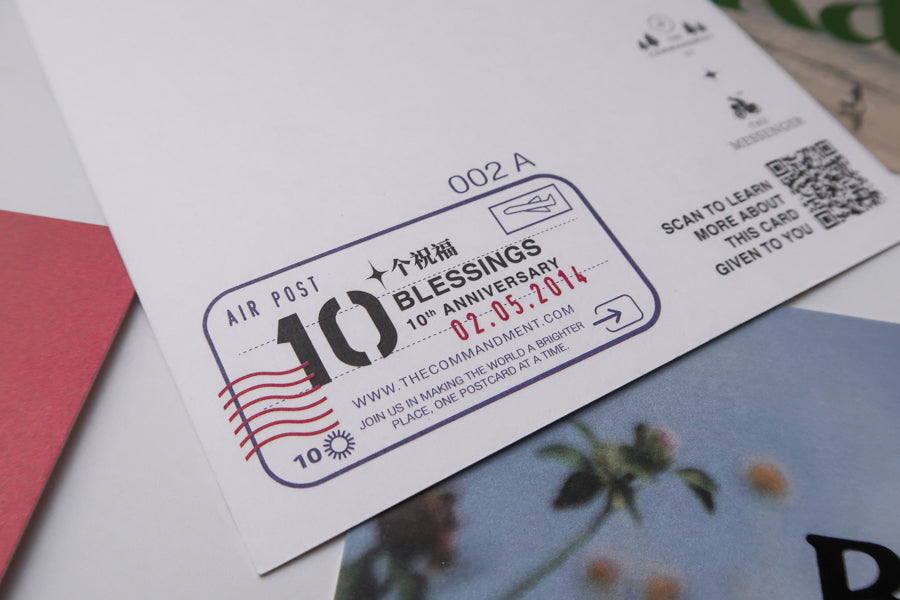 THE
MESSENGER
SCAN TO LEARN
MORE ABOUT
THIS CARD
GIVEN TO YOU
002 A
AIR POST
10
个祝福
BLESSINGS
10th ANNIVERSARY
02.05.2014
WWW.THECOMMANDMENT.COM
JOIN US IN MAKING THE WORLD A BRIGHTER
PLACE, ONE POSTCARD AT A TIME.
10